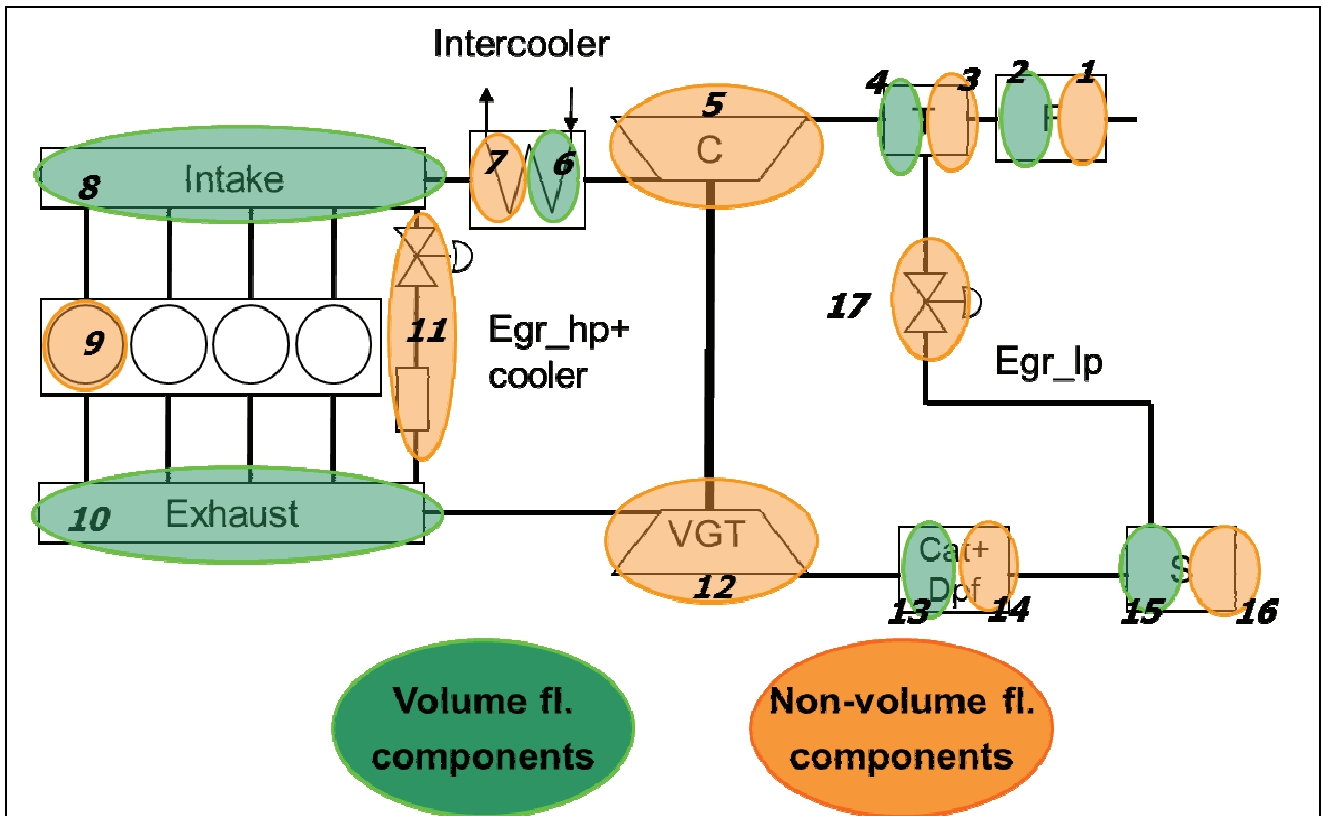 Intercooler
4
3
2
1
5
C
7
6
8
Intake
17
9
11
Egr_hp+
cooler
Egr_lp
10
Exhaust
VGT
12
Cat+
Dpf
13
14
S
15
16
Volume fl.
components
Non-volume fl.
components